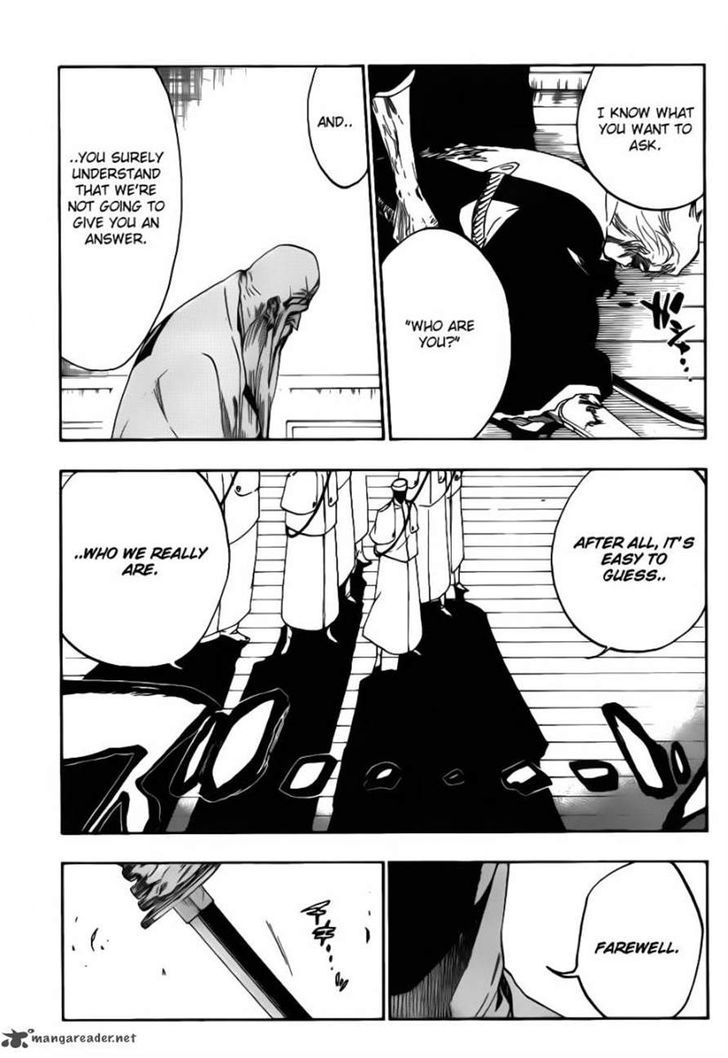 I KNOW WHAT
YOU WANT TO
ASK.
"WHO ARE
YOU?"
AND..
..YOU SURELY
UNDERSTAND
THAT WE'RE
NOT GOING TO
GIVE YOU AN
ANSWER.
AFTER ALL, IT'S
EASY TO
GUESS..
..WHO WE REALLY
ARE.
FAREWELL.
mangareader.net